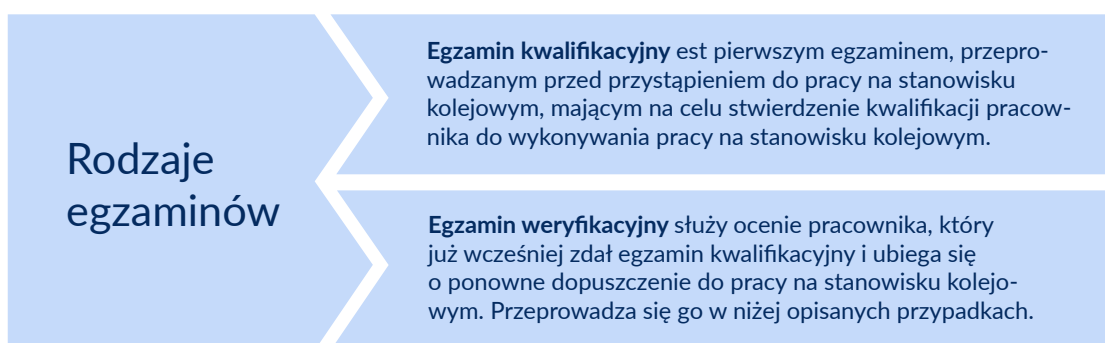 Rodzaje
egzaminów
Egzamin kwalifikacyjny est pierwszym egzaminem, przepro-
wadzanym przed przystąpieniem do pracy na stanowisku
kolejowym, mającym na celu stwierdzenie kwalifikacji pracow-
nika do wykonywania pracy na stanowisku kolejowym.
Egzamin weryfikacyjny służy ocenie pracownika, który
już wcześniej zdał egzamin kwalifikacyjny i ubiega się
o ponowne dopuszczenie do pracy na stanowisku kolejo-
wym. Przeprowadza się go w niżej opisanych przypadkach.